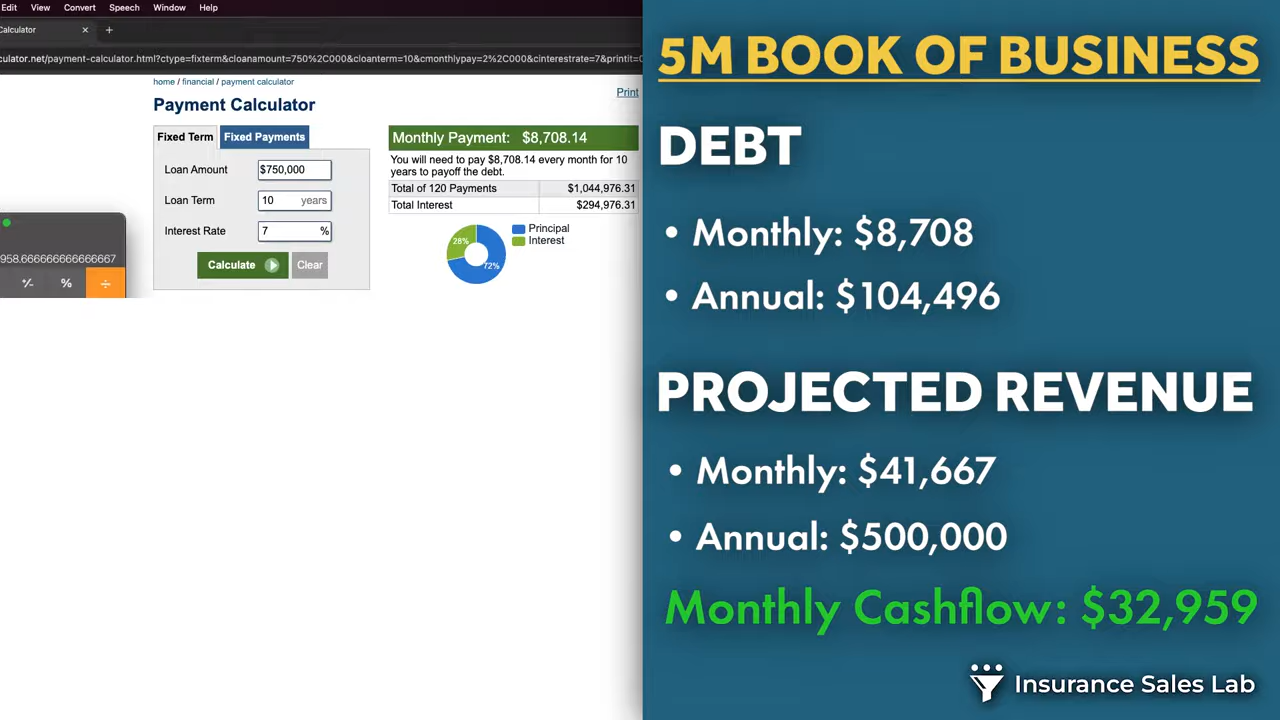 Edit View Convert Speech Window Help
Calculator
culator.net/payment-calculator.html?ctype=fixterm&cloanamount=750%2C000&cloanterm=10&cmonthlypay=2%2C000&cinterestrate=7&printit=0
home / financial / payment calculator
Payment Calculator
Print
Fixed Term Fixed Payments
Loan Amount $750,000
Loan Term 10 years
Interest Rate 7 %
Calculate Clear
Monthly Payment: $8,708.14
You will need to pay $8,708.14 every month for 10
years to payoff the debt.
Total of 120 Payments $1,044,976.31
Total Interest $294,976.31
28%
72%
Principal
Interest
958.666666666666667
+∕- % ÷
5M BOOK OF BUSINESS
DEBT
• Monthly: $8,708
• Annual: $104,496
PROJECTED REVENUE
• Monthly: $41,667
• Annual: $500,000
Monthly Cashflow: $32,959
Insurance Sales Lab